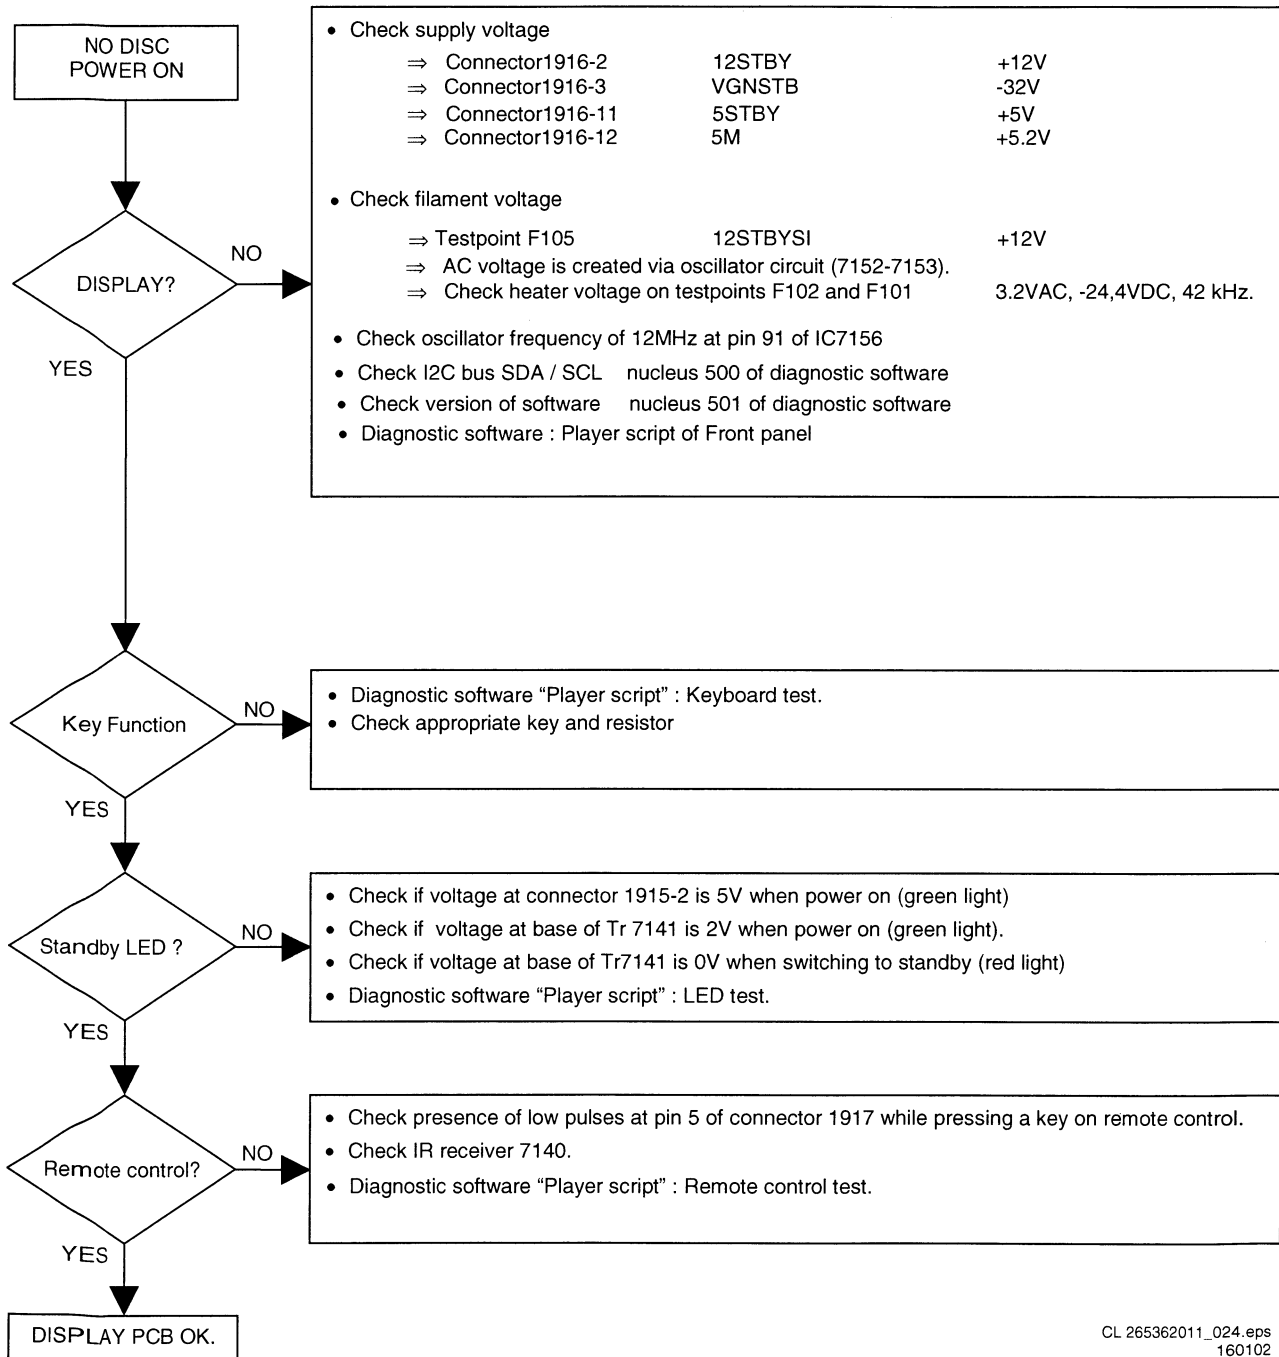 NO DISC
POWER ON
• Check supply voltage
⇒ Connector1916-2 12STBY +12V
⇒ Connector1916-3 VGNSTB -32V
⇒ Connector1916-11 5STBY +5V
⇒ Connector1916-12 5M +5.2V
• Check filament voltage
⇒ Testpoint F105 12STBYSI +12V
⇒ AC voltage is created via oscillator circuit (7152-7153).
⇒ Check heater voltage on testpoints F102 and F101 3.2VAC, -24,4VDC, 42 kHz.
• Check oscillator frequency of 12MHz at pin 91 of IC7156
• Check I2C bus SDA / SCL nucleus 500 of diagnostic software
• Check version of software nucleus 501 of diagnostic software
• Diagnostic software : Player script of Front panel
DISPLAY?
NO
YES
Key Function
NO
• Diagnostic software “Player script” : Keyboard test.
• Check appropriate key and resistor
YES
Standby LED ?
NO
• Check if voltage at connector 1915-2 is 5V when power on (green light)
• Check if voltage at base of Tr 7141 is 2V when power on (green light).
• Check if voltage at base of Tr7141 is 0V when switching to standby (red light)
• Diagnostic software “Player script” : LED test.
YES
Remote control?
NO
• Check presence of low pulses at pin 5 of connector 1917 while pressing a key on remote control.
• Check IR receiver 7140.
• Diagnostic software “Player script” : Remote control test.
YES
DISPLAY PCB OK.
CL 265362011_024.eps
160102